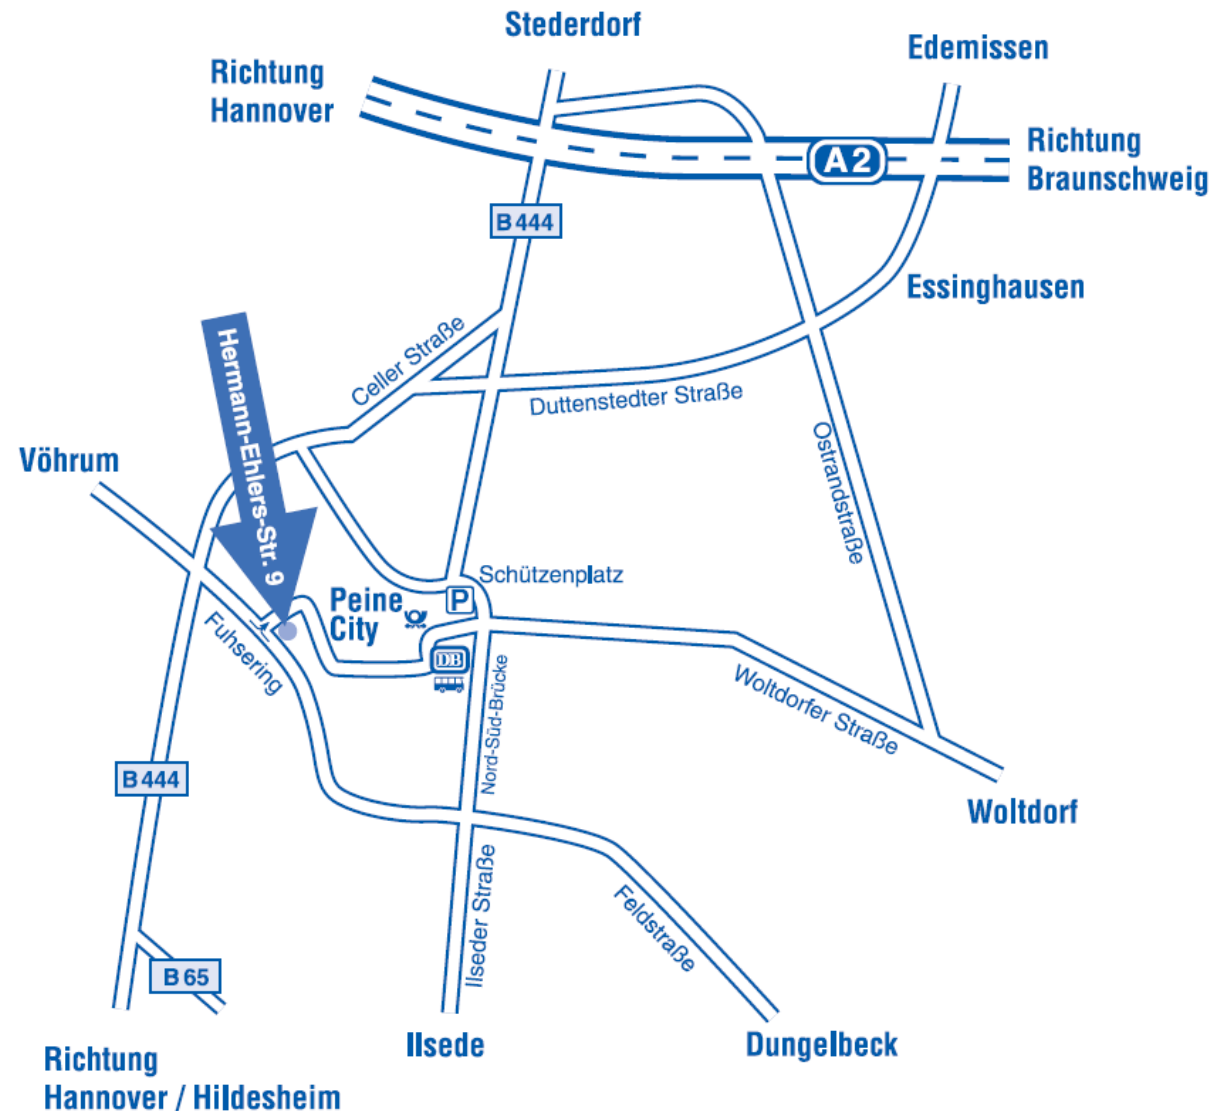 Stederdorf
Edemissen
Richtung
Hannover
Richtung
Braunschweig
A2
B 444
Essinghausen
Celler Straße
Duttenstedter Straße
Hermann-Ehlers-Str. 9
Ostrandstraße
Vöhrum
Schützenplatz
P
Peine
City
DB
Fuhsering
Nord-Süd-Brücke
Woltdorfer Straße
B 444
Woltdorf
Ilseder Straße
Feldstraße
B 65
Ilsede
Dungelbeck
Richtung
Hannover / Hildesheim